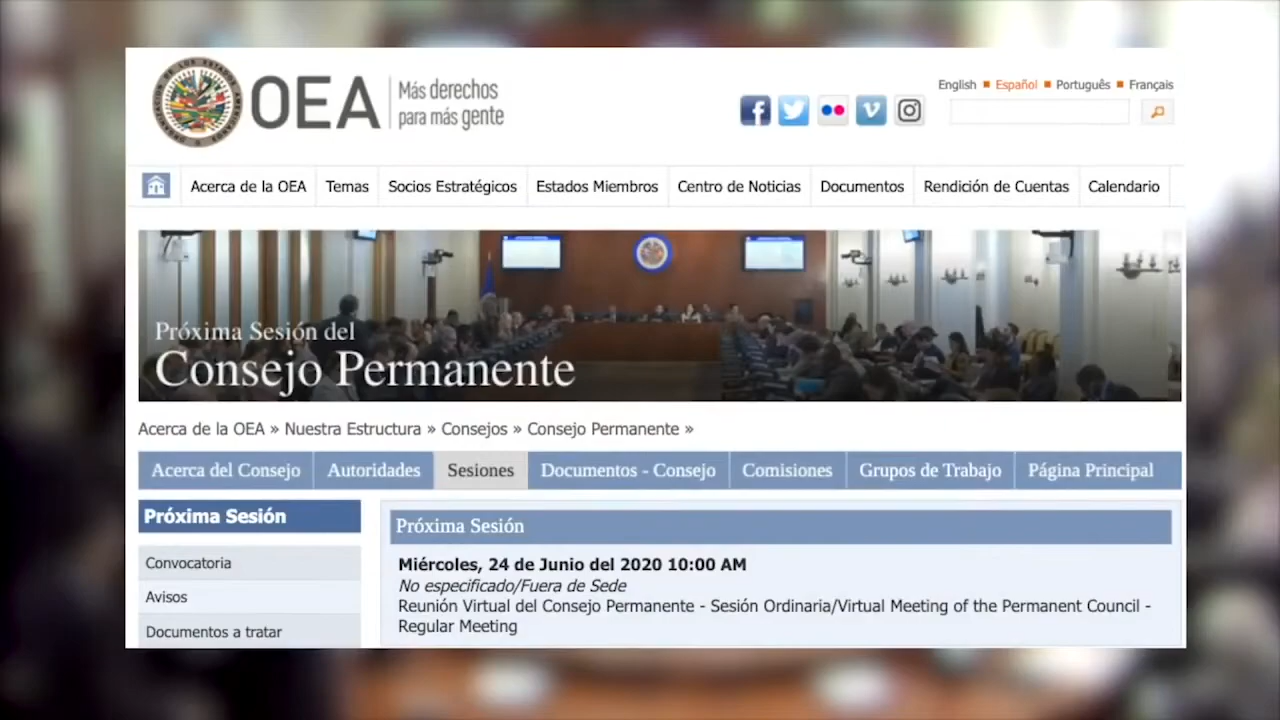 OEA
Más derechos
para más gente
English
Español
Português
Français
Acerca de la OEA
Temas
Socios Estratégicos
Estados Miembros
Centro de Noticias
Documentos
Rendición de Cuentas
Calendario
Próxima Sesión del
Consejo Permanente
Acerca de la OEA » Nuestra Estructura » Consejos » Consejo Permanente »
Acerca del Consejo
Autoridades
Sesiones
Documentos - Consejo
Comisiones
Grupos de Trabajo
Página Principal
Próxima Sesión
Convocatoria
Avisos
Documentos a tratar
Próxima Sesión
Miércoles, 24 de Junio del 2020 10:00 AM
No especificado/Fuera de Sede
Reunión Virtual del Consejo Permanente - Sesión Ordinaria/Virtual Meeting of the Permanent Council -
Regular Meeting